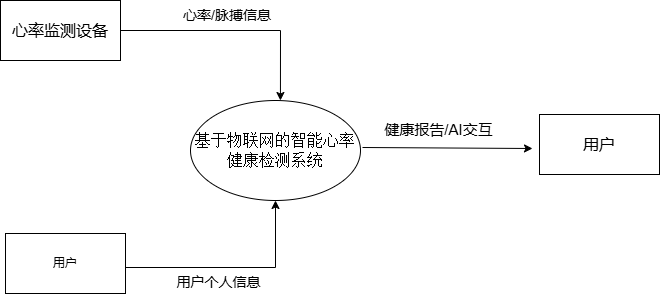 心率/脉搏信息
心率监测设备
基于物联网的智能心率
健康检测系统
健康报告/AI交互
用户
用户
用户个人信息